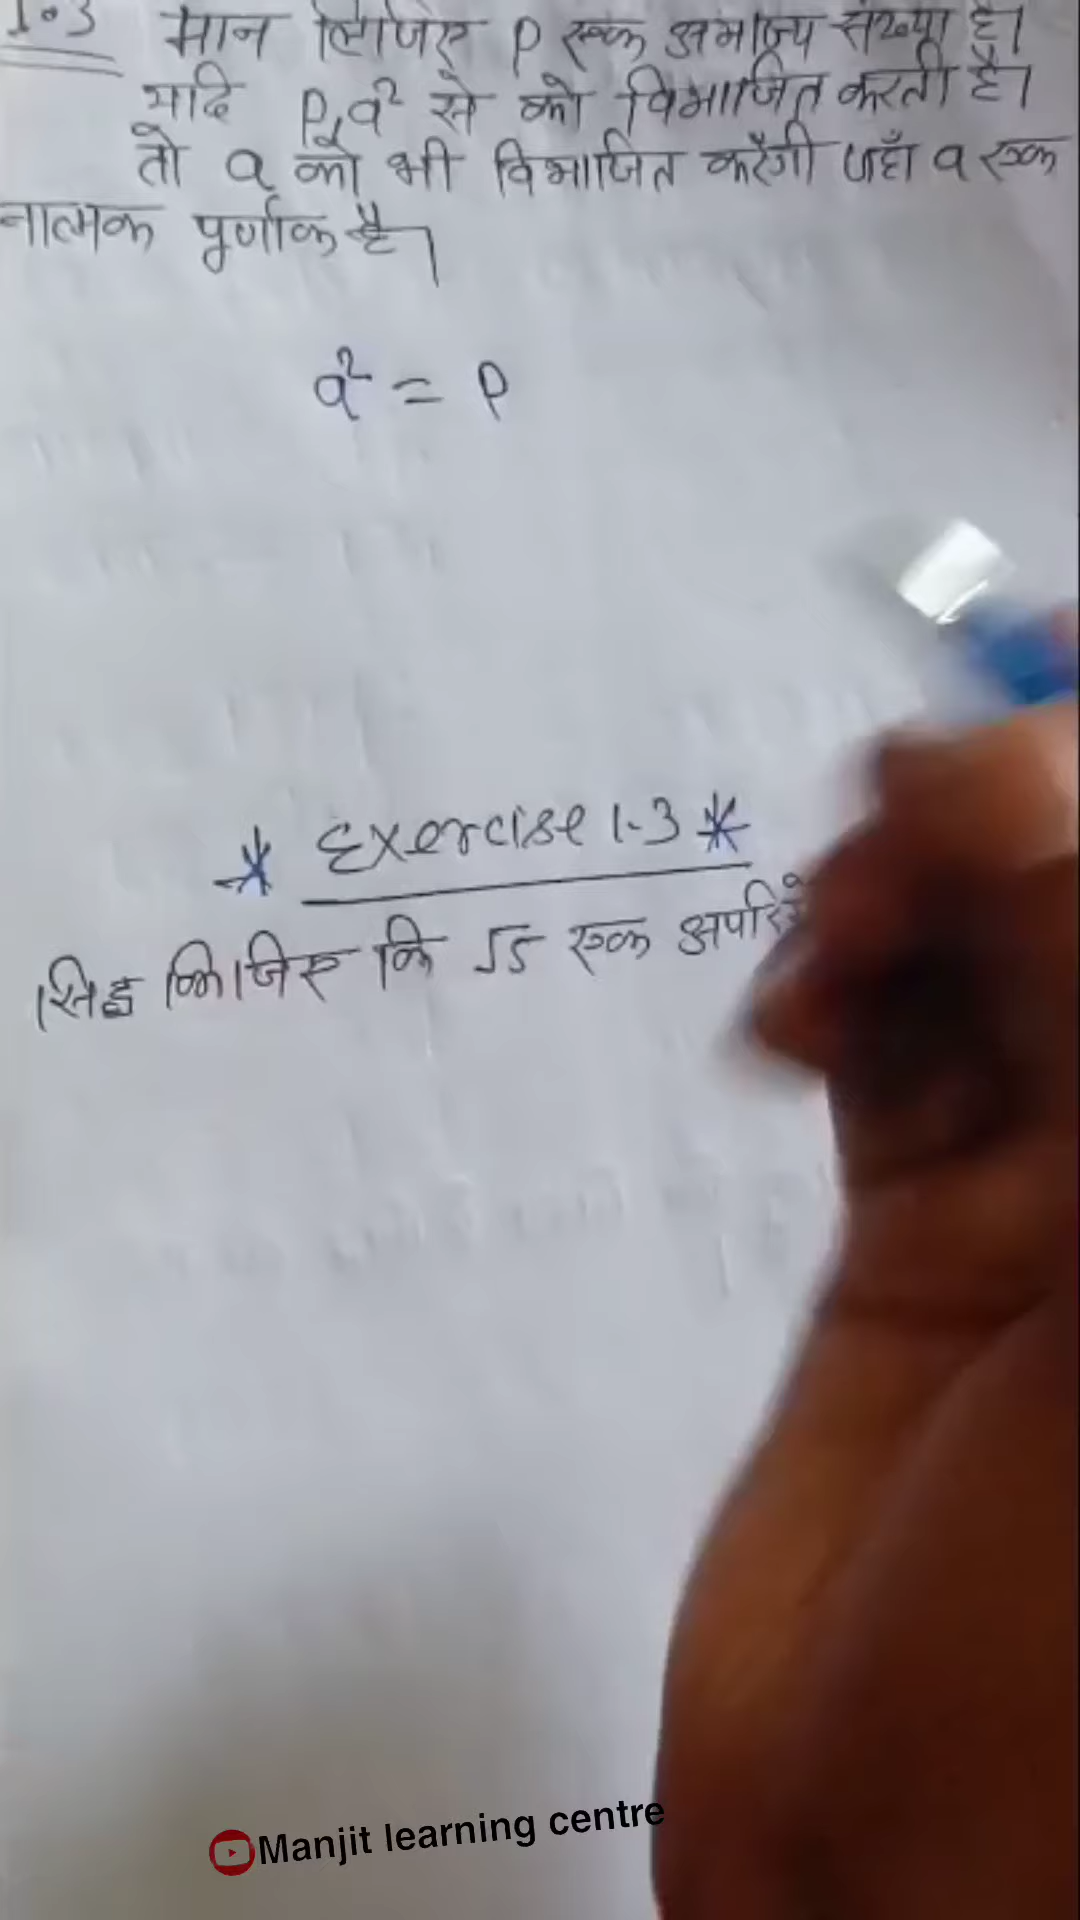 1.3 मान लिजिए P एक अभाज्य संख्या है।
यदि P, a² से को विभाजित करती है।
तो a को भी विभाजित करेगी जहाँ a एक
नात्मक पूर्णांक है।
a² = P
* Exercise 1.3 *
सिद्ध किजिए कि √5 एक
Manjit learning centre